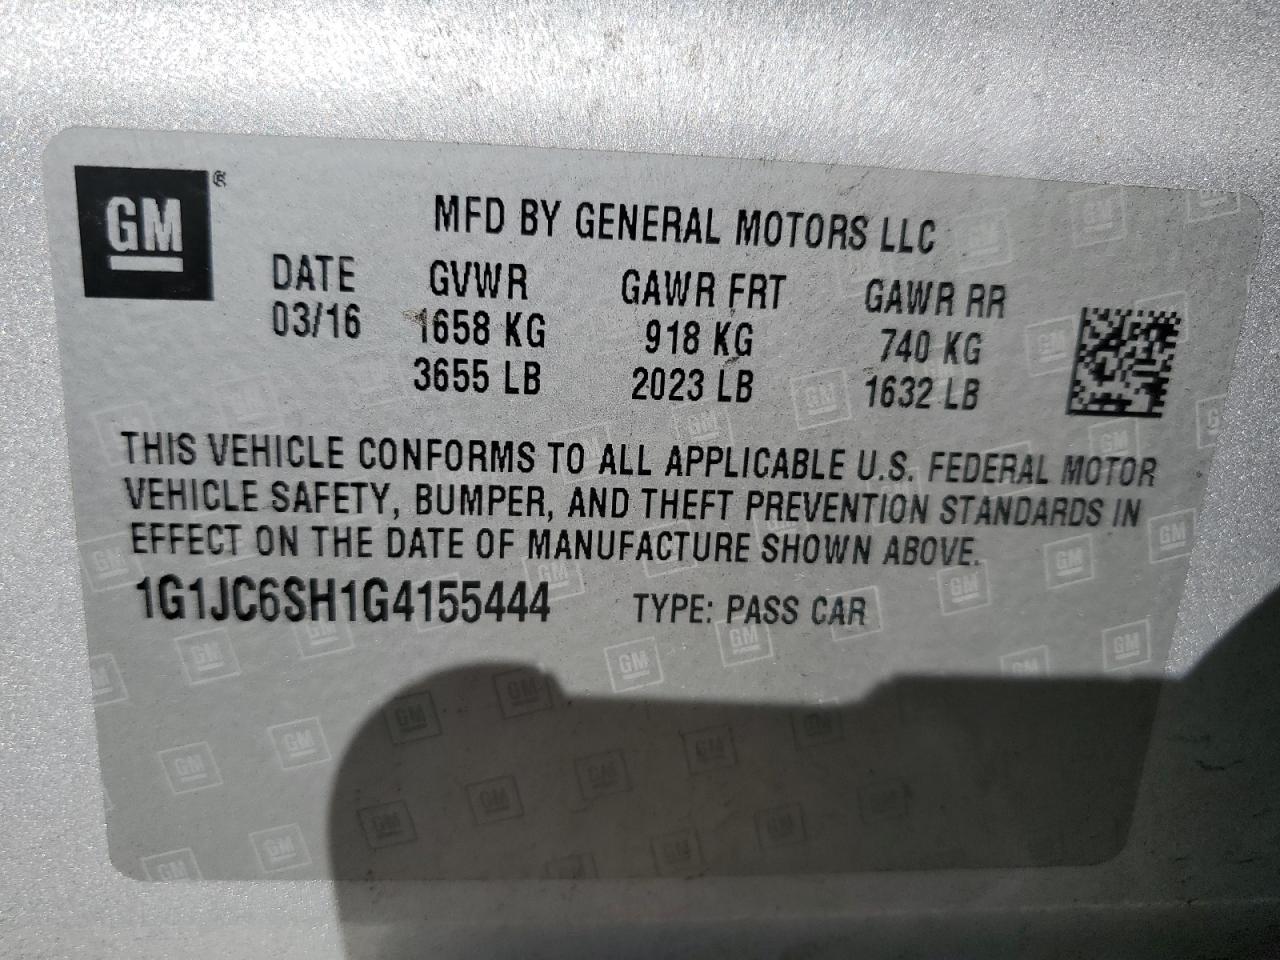 GM®
MFD BY GENERAL MOTORS LLC
DATE GVWR GAWR FRT GAWR RR
03/16 1658 KG 918 KG 740 KG
3655 LB 2023 LB 1632 LB
THIS VEHICLE CONFORMS TO ALL APPLICABLE U.S. FEDERAL MOTOR
VEHICLE SAFETY, BUMPER, AND THEFT PREVENTION STANDARDS IN
EFFECT ON THE DATE OF MANUFACTURE SHOWN ABOVE.
1G1JC6SH1G4155444 TYPE: PASS CAR